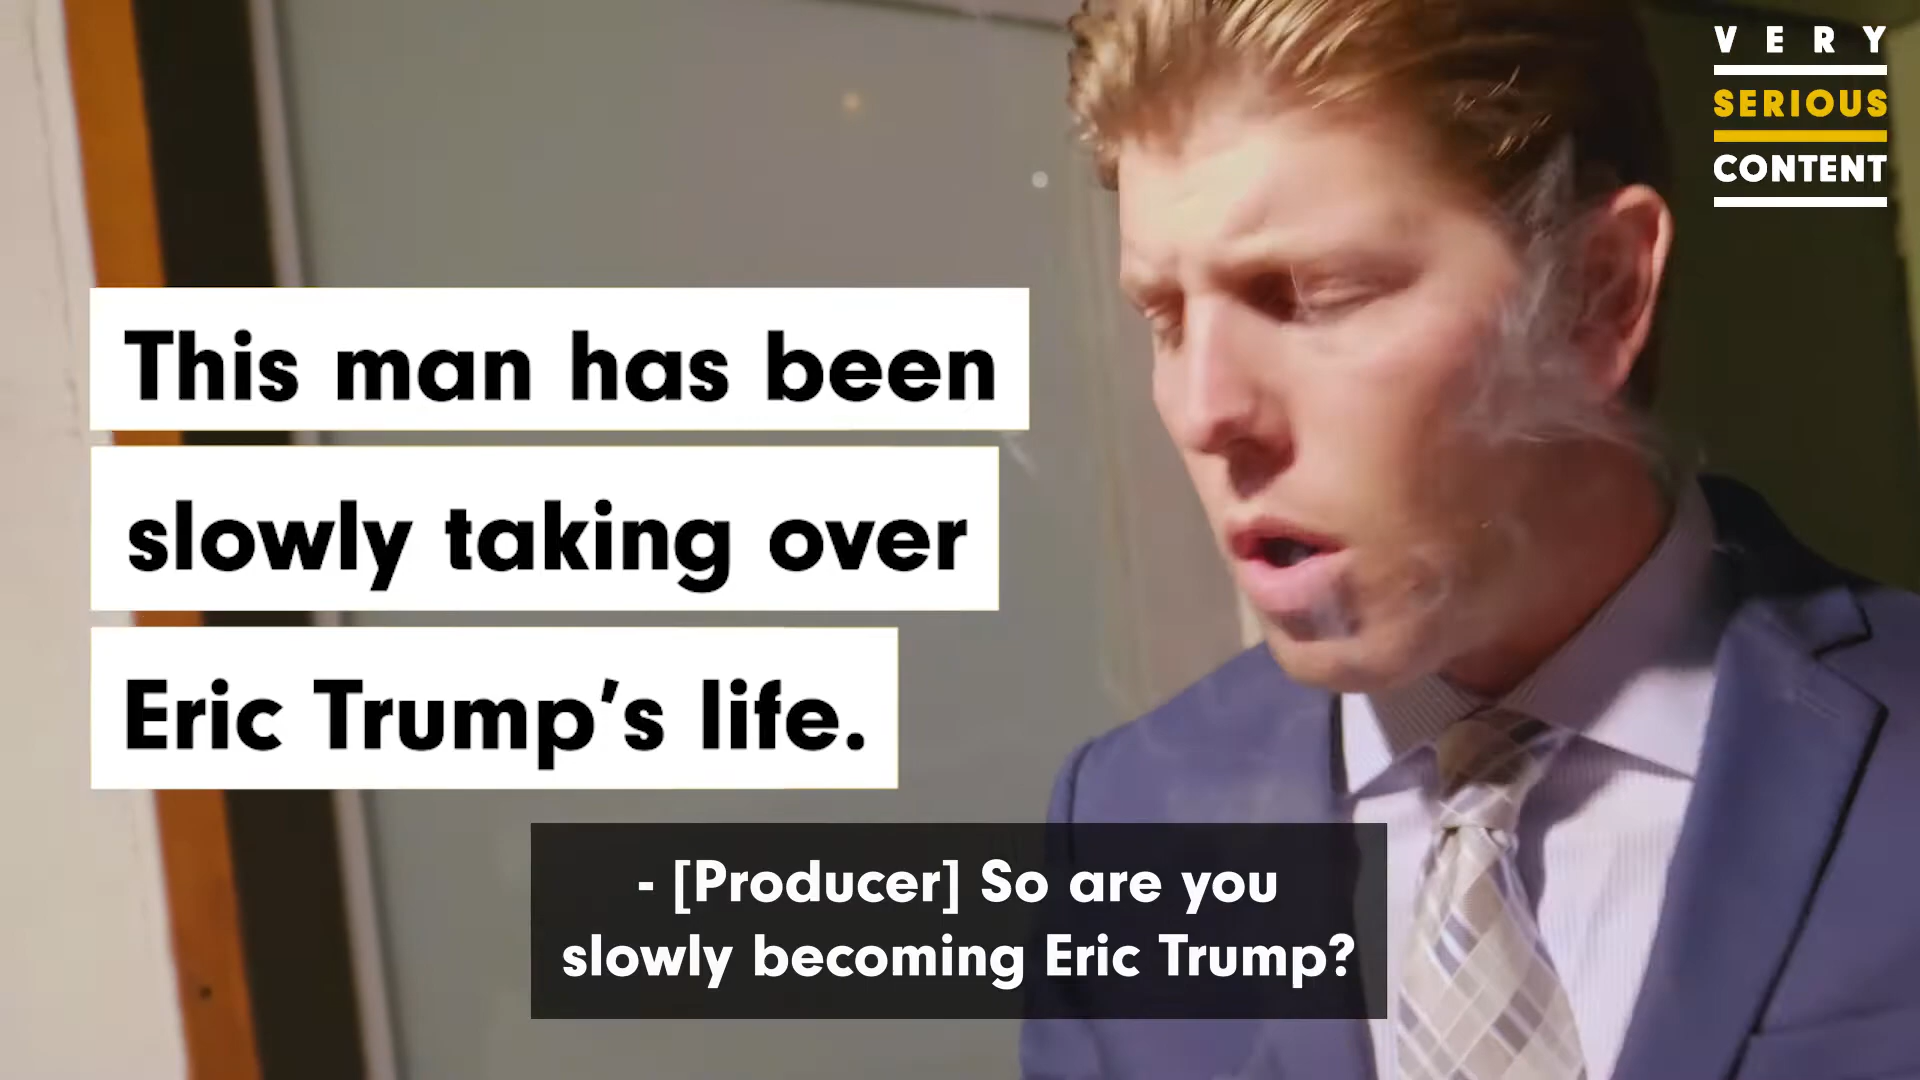 VERY
SERIOUS
CONTENT
This man has been
slowly taking over
Eric Trump’s life.
- [Producer] So are you
slowly becoming Eric Trump?